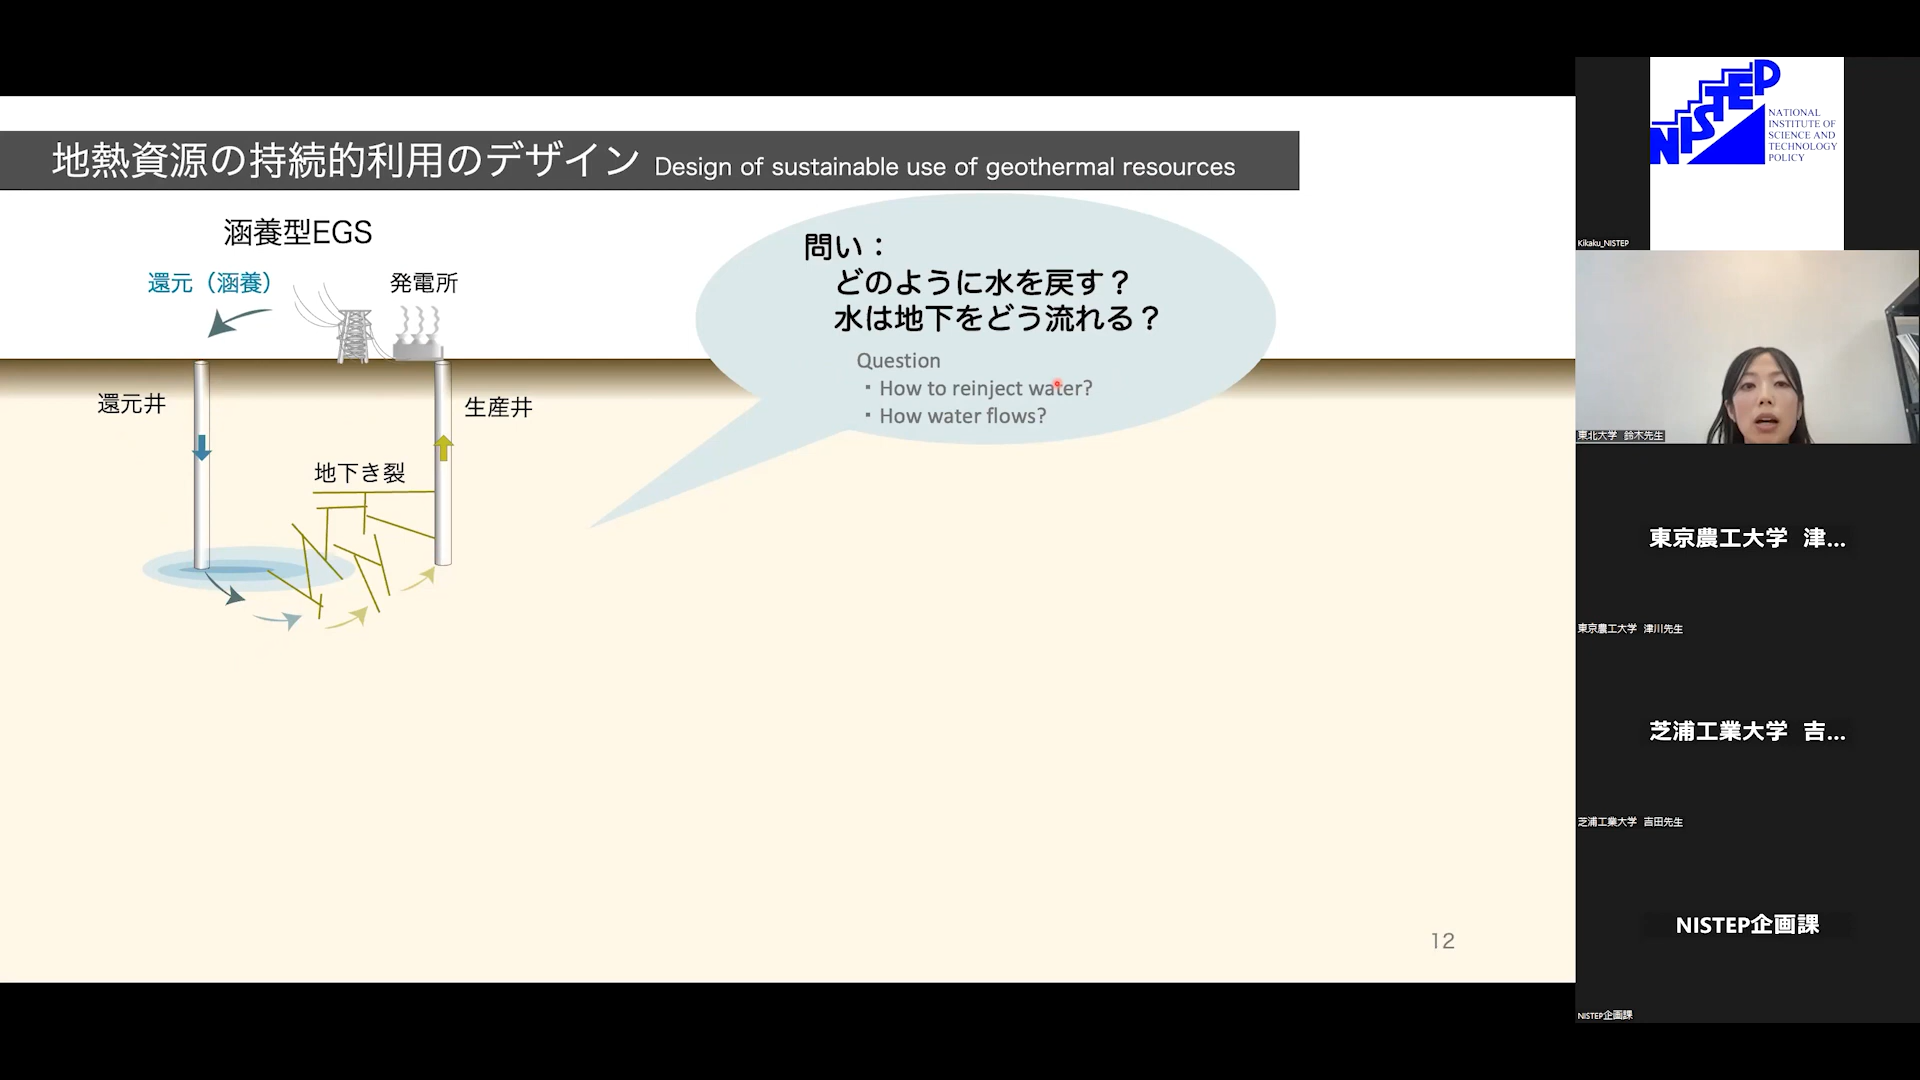 地熱資源の持続的利用のデザイン Design of sustainable use of geothermal resources
涵養型EGS
還元（涵養）
発電所
還元井
生産井
地下き裂
問い：
どのように水を戻す？
水は地下をどう流れる？
Question
・How to reinject water?
・How water flows?
12
NISTEP
NATIONAL
INSTITUTE OF
SCIENCE AND
TECHNOLOGY
POLICY
Kikaku_NISTEP
東北大学 鈴木先生
東京農工大学 津...
東京農工大学 津川先生
芝浦工業大学 吉...
芝浦工業大学 吉田先生
NISTEP企画課
NISTEP企画課